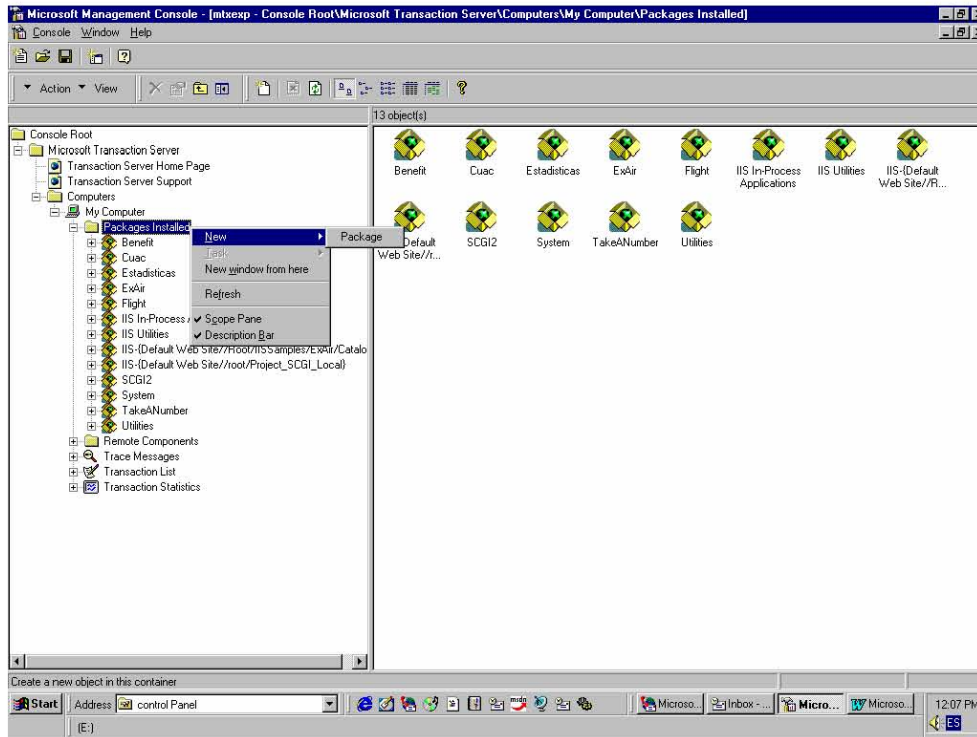 Microsoft Management Console - [mtxexp - Console Root\Microsoft Transaction Server\Computers\My Computer\Packages Installed]
Console Window Help
Action View
13 object(s)
Console Root
Microsoft Transaction Server
Transaction Server Home Page
Transaction Server Support
Computers
My Computer
Packages Installed
Benefit
Cuac
Estadisticas
ExAir
Flight
IIS In-Process
IIS Utilities
IIS-{Default Web Site//Root/IISSamples/ExAir/Catalo
IIS-{Default Web Site//root/Project_SCGI_Local}
SCGI2
System
TakeANumber
Utilities
Remote Components
Trace Messages
Transaction List
Transaction Statistics
New
Task
New window from here
Refresh
Scope Pane
Description Bar
Package
Benefit
Cuac
Estadisticas
ExAir
Flight
IIS In-Process
Applications
IIS Utilities
IIS-{Default
Web Site//R...
Default
Web Site//r...
SCGI2
System
TakeANumber
Utilities
Create a new object in this container
Start
Address control Panel
msdn
Microso...
Inbox - ...
Micro...
Microso...
12:07 PM
(E:)
ES